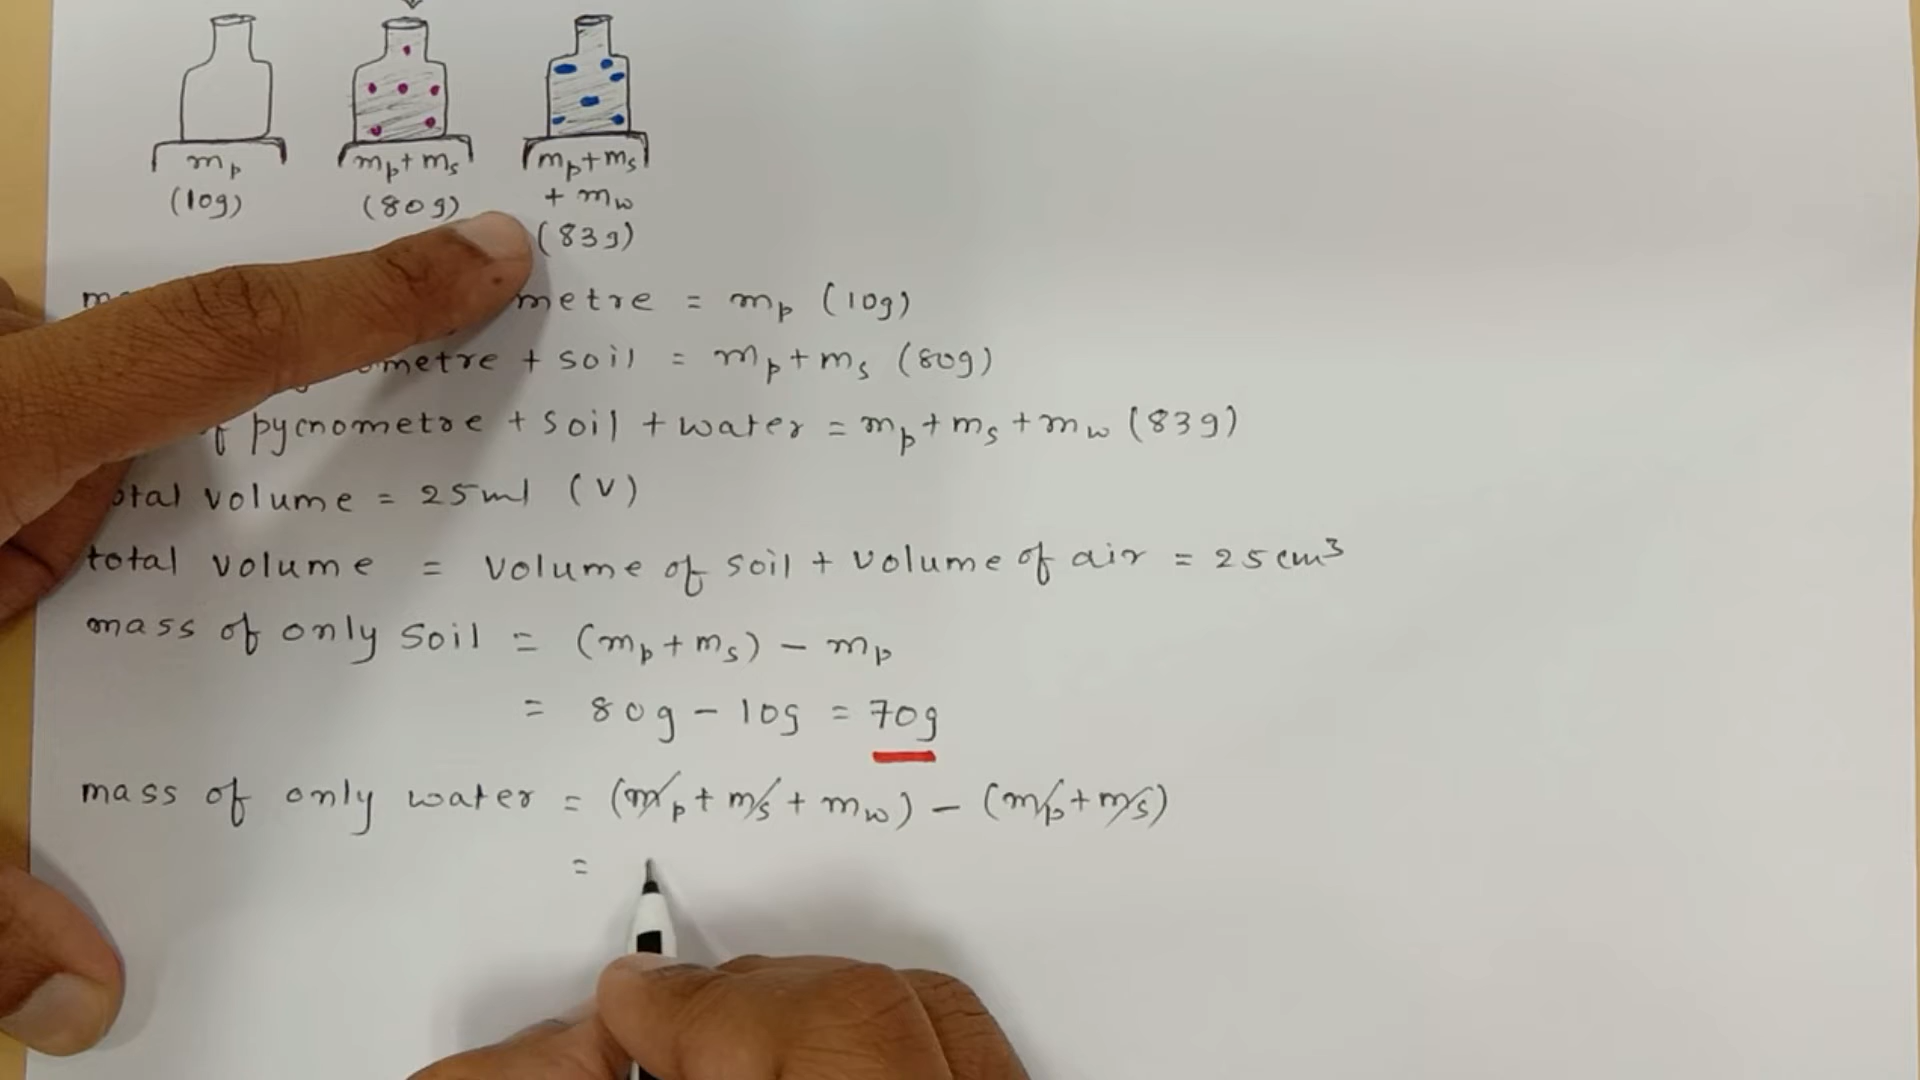 mp mp + ms mp + ms
+ mw
(10g) (80g) (83g)
metre = mp (10g)
metre + soil = mp + ms (80g)
pycnometre + soil + water = mp + ms + mw (83g)
volume = 25ml (V)
total volume = volume of soil + volume of air = 25cm³
mass of only soil = (mp + ms) - mp
= 80g - 10g = 70g
mass of only water = (mp + ms + mw) - (mp + ms)
=